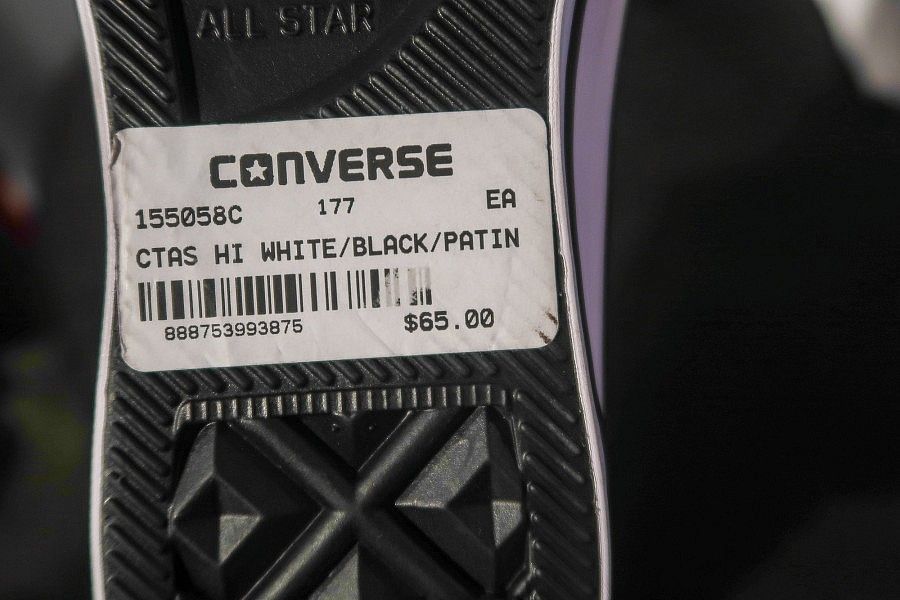 ALL STAR
CONVERSE
155058C 177 EA
CTAS HI WHITE/BLACK/PATIN
888753993875 $65.00